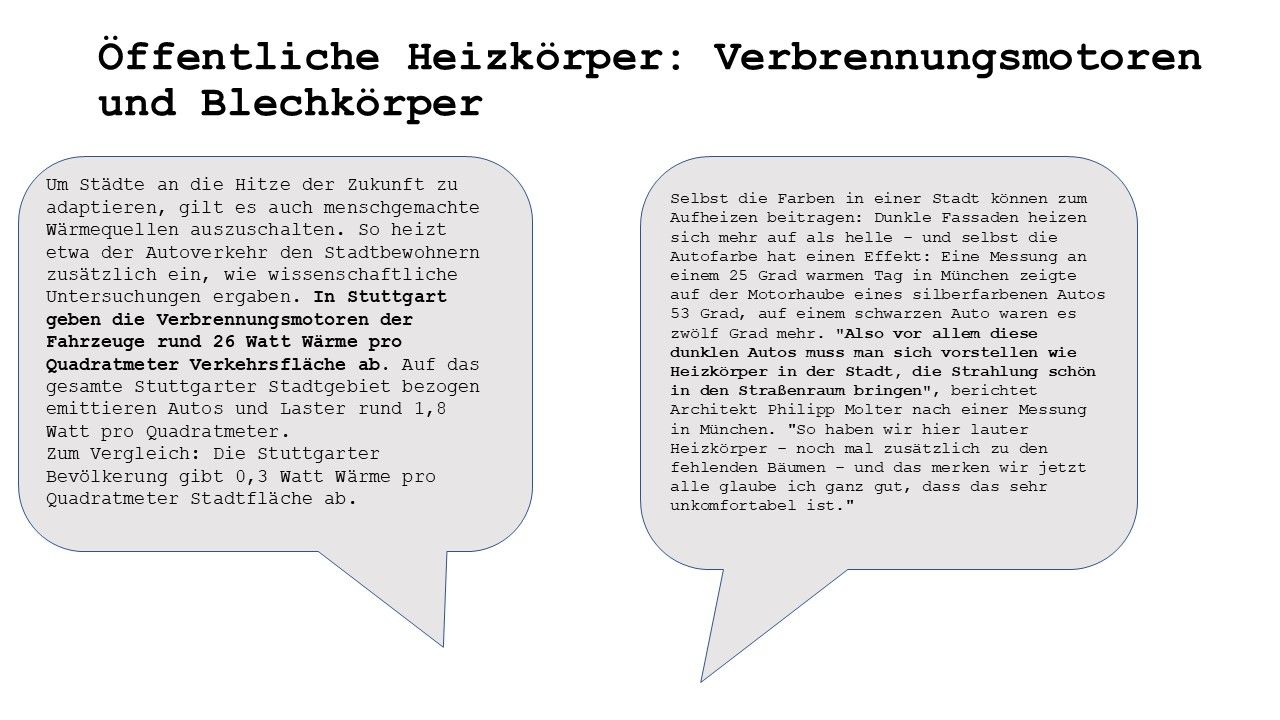 Öffentliche Heizkörper: Verbrennungsmotoren
und Blechkörper
Um Städte an die Hitze der Zukunft zu
adaptieren, gilt es auch menschgemachte
Wärmequellen auszuschalten. So heizt
etwa der Autoverkehr den Stadtbewohnern
zusätzlich ein, wie wissenschaftliche
Untersuchungen ergaben. In Stuttgart
geben die Verbrennungsmotoren der
Fahrzeuge rund 26 Watt Wärme pro
Quadratmeter Verkehrsfläche ab. Auf das
gesamte Stuttgarter Stadtgebiet bezogen
emittieren Autos und Laster rund 1,8
Watt pro Quadratmeter.
Zum Vergleich: Die Stuttgarter
Bevölkerung gibt 0,3 Watt Wärme pro
Quadratmeter Stadtfläche ab.
Selbst die Farben in einer Stadt können zum
Aufheizen beitragen: Dunkle Fassaden heizen
sich mehr auf als helle – und selbst die
Autofarbe hat einen Effekt: Eine Messung an
einem 25 Grad warmen Tag in München zeigte
auf der Motorhaube eines silberfarbenen Autos
53 Grad, auf einem schwarzen Auto waren es
zwölf Grad mehr. "Also vor allem diese
dunklen Autos muss man sich vorstellen wie
Heizkörper in der Stadt, die Strahlung schön
in den Straßenraum bringen", berichtet
Architekt Philipp Molter nach einer Messung
in München. "So haben wir hier lauter
Heizkörper – noch mal zusätzlich zu den
fehlenden Bäumen – und das merken wir jetzt
alle glaube ich ganz gut, dass das sehr
unkomfortabel ist."